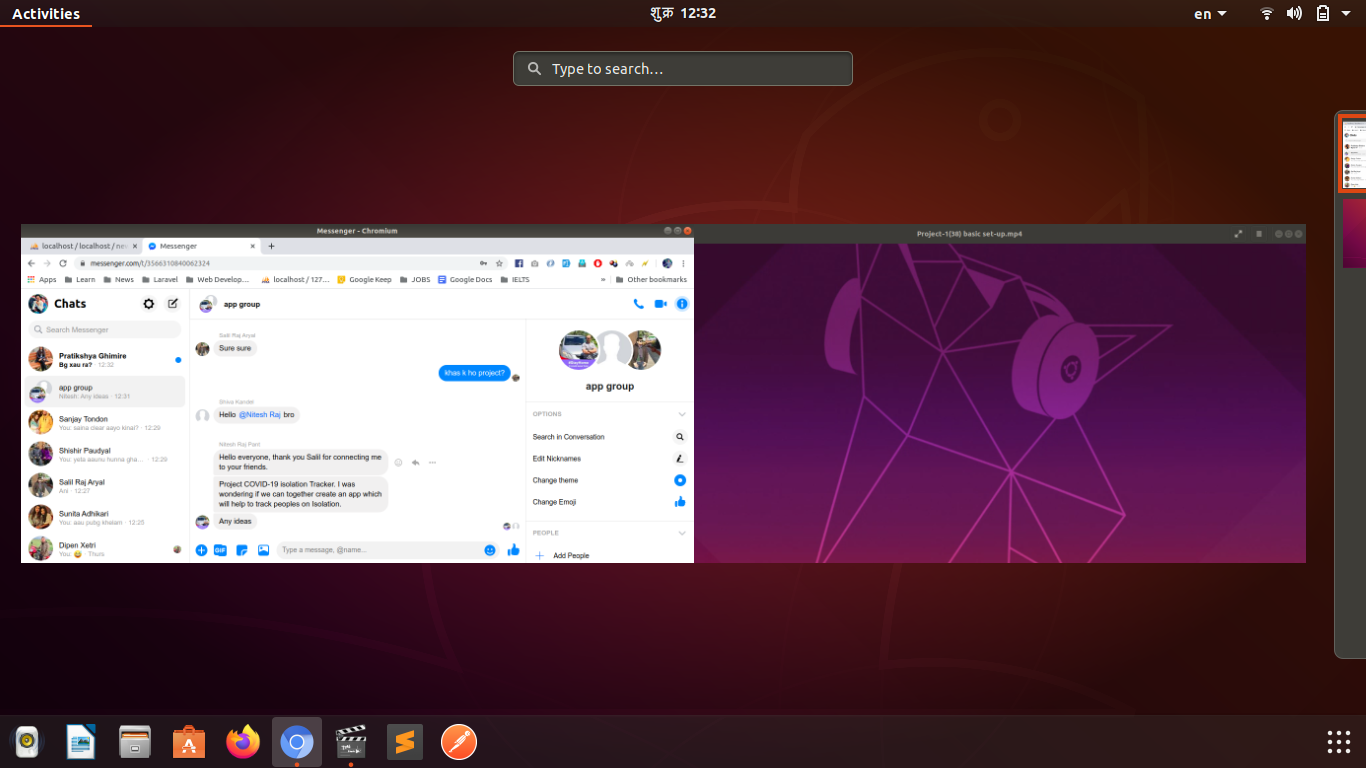 Activities
शुक्र 12:32
en
Type to search…
Messenger - Chromium
localhost / localhost / nev
Messenger
messenger.com/t/3566310840062324
Apps
Learn
News
Laravel
Web Develop…
localhost / 127…
Google Keep
JOBS
Google Docs
IELTS
»
Other bookmarks
Chats
Search Messenger
Pratikshya Ghimire
Bg xau ra? · 12:32
app group
Nitesh: Any ideas · 12:31
Sanjay Tondon
You: saina clear aayo kinai? · 12:29
Shishir Paudyal
You: yeta aaunu hunna gha… · 12:29
Salil Raj Aryal
Ani · 12:27
Sunita Adhikari
You: aau pubg khelam · 12:25
Dipen Xetri
You: 😂 · Thurs
app group
Salil Raj Aryal
Sure sure
khas k ho project?
Shiva Kandel
Hello @Nitesh Raj bro
Nitesh Raj Pant
Hello everyone, thank you Salil for connecting me
to your friends.
Project COVID-19 isolation Tracker. I was
wondering if we can together create an app which
will help to track peoples on Isolation.
Any ideas
GIF
Type a message, @name...
app group
OPTIONS
Search in Conversation
Edit Nicknames
Change theme
Change Emoji
PEOPLE
Add People
Project-1(38) basic set-up.mp4